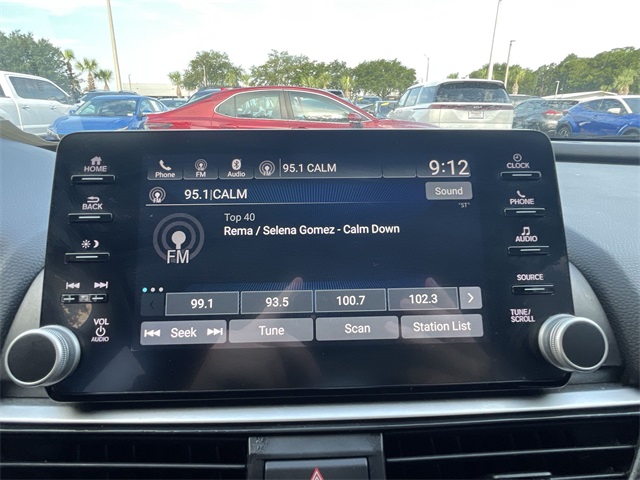 HOME
BACK
VOL
AUDIO
Phone FM Audio 95.1 CALM 9:12
95.1|CALM Sound
"ST"
Top 40
Rema / Selena Gomez - Calm Down
FM
99.1 93.5 100.7 102.3
Seek Tune Scan Station List
CLOCK
PHONE
AUDIO
SOURCE
TUNE/
SCROLL